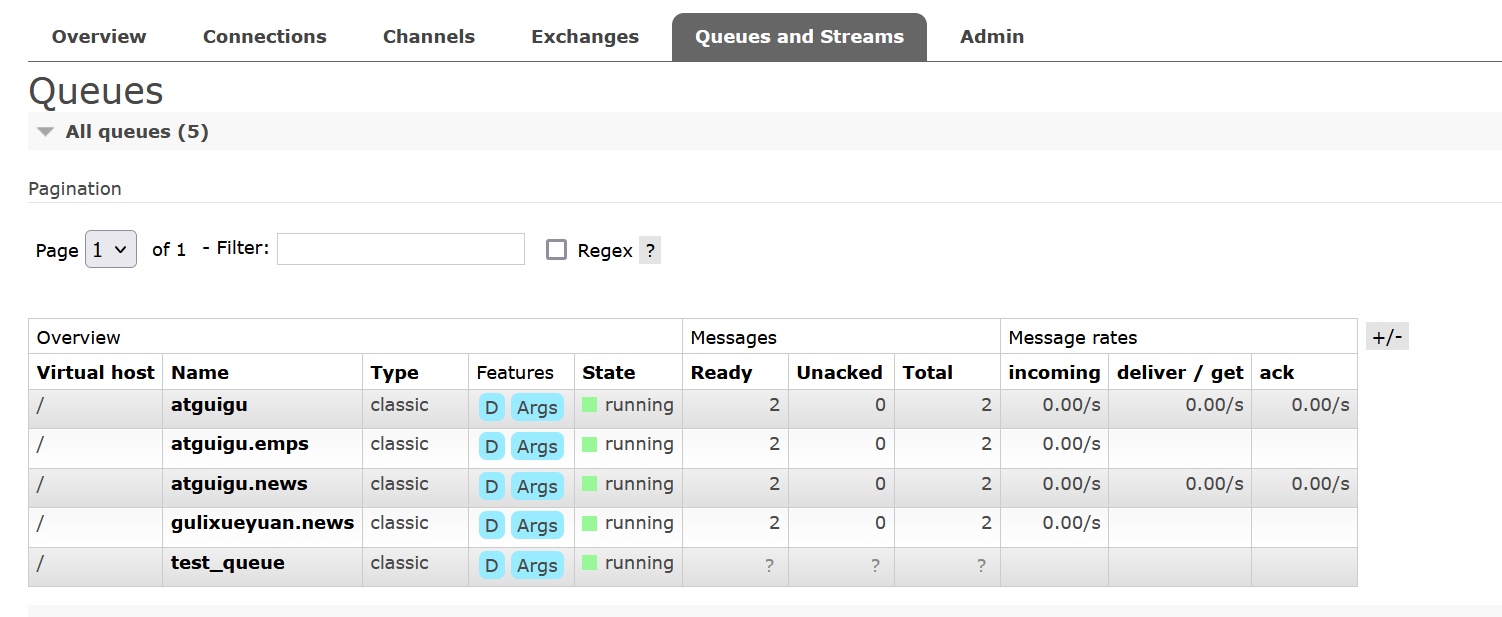 Overview Connections Channels Exchanges Queues and Streams Admin
Queues
All queues (5)
Pagination
Page 1 of 1 - Filter: Regex ?
Overview Messages Message rates +/-
Virtual host Name Type Features State Ready Unacked Total incoming deliver / get ack
/ atguigu classic D Args running 2 0 2 0.00/s 0.00/s 0.00/s
/ atguigu.emps classic D Args running 2 0 2 0.00/s
/ atguigu.news classic D Args running 2 0 2 0.00/s 0.00/s 0.00/s
/ gulixueyuan.news classic D Args running 2 0 2 0.00/s
/ test_queue classic D Args running ? ? ?